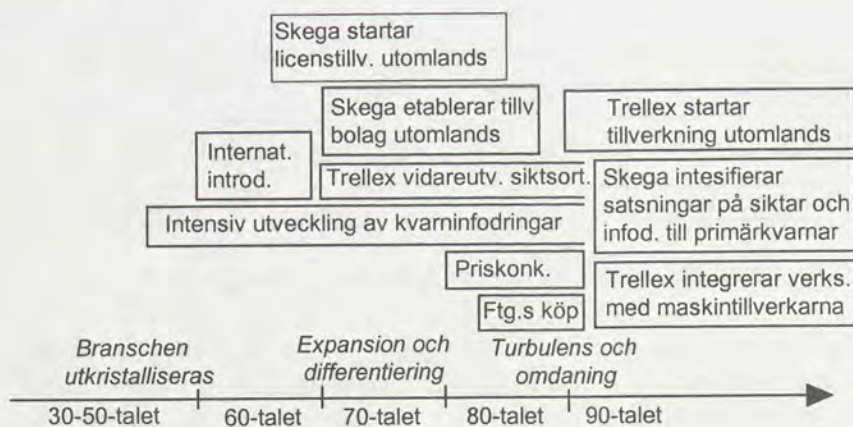 Skega startar
licenstillv. utomlands
Skega etablerar tillv.
bolag utomlands
Trellex startar
tillverkning utomlands
Internat.
introd.
Trellex vidareutv. siktsort.
Skega intesifierar
satsningar på siktar och
infod. till primärkvarnar
Intensiv utveckling av kvarninfodringar
Priskonk.
Ftg.s köp
Trellex integrerar verks.
med maskintillverkarna
Branschen
utkristalliseras
Expansion och
differentiering
Turbulens och
omdaning
30-50-talet
60-talet
70-talet
80-talet
90-talet